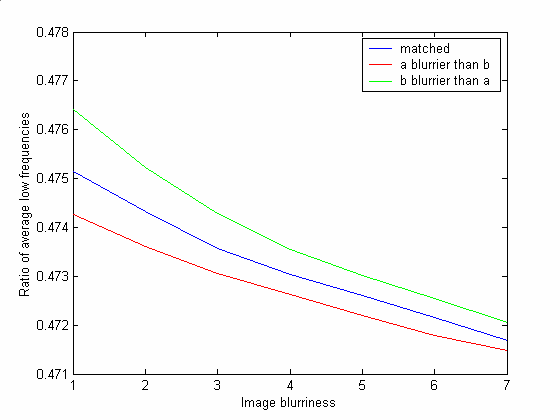 0.478
0.477
0.476
0.475
0.474
0.473
0.472
0.471
Ratio of average low frequencies
matched
a blurrier than b
b blurrier than a
1 2 3 4 5 6 7
Image blurriness